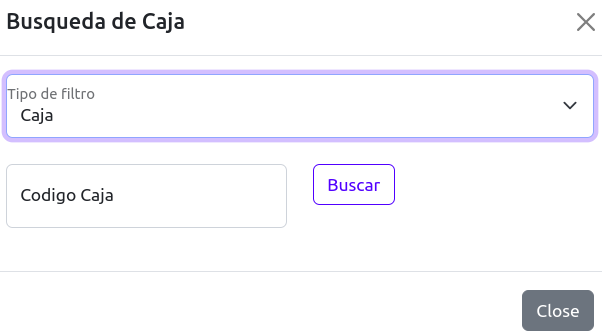 Busqueda de Caja
Tipo de filtro
Caja
Codigo Caja
Buscar
Close